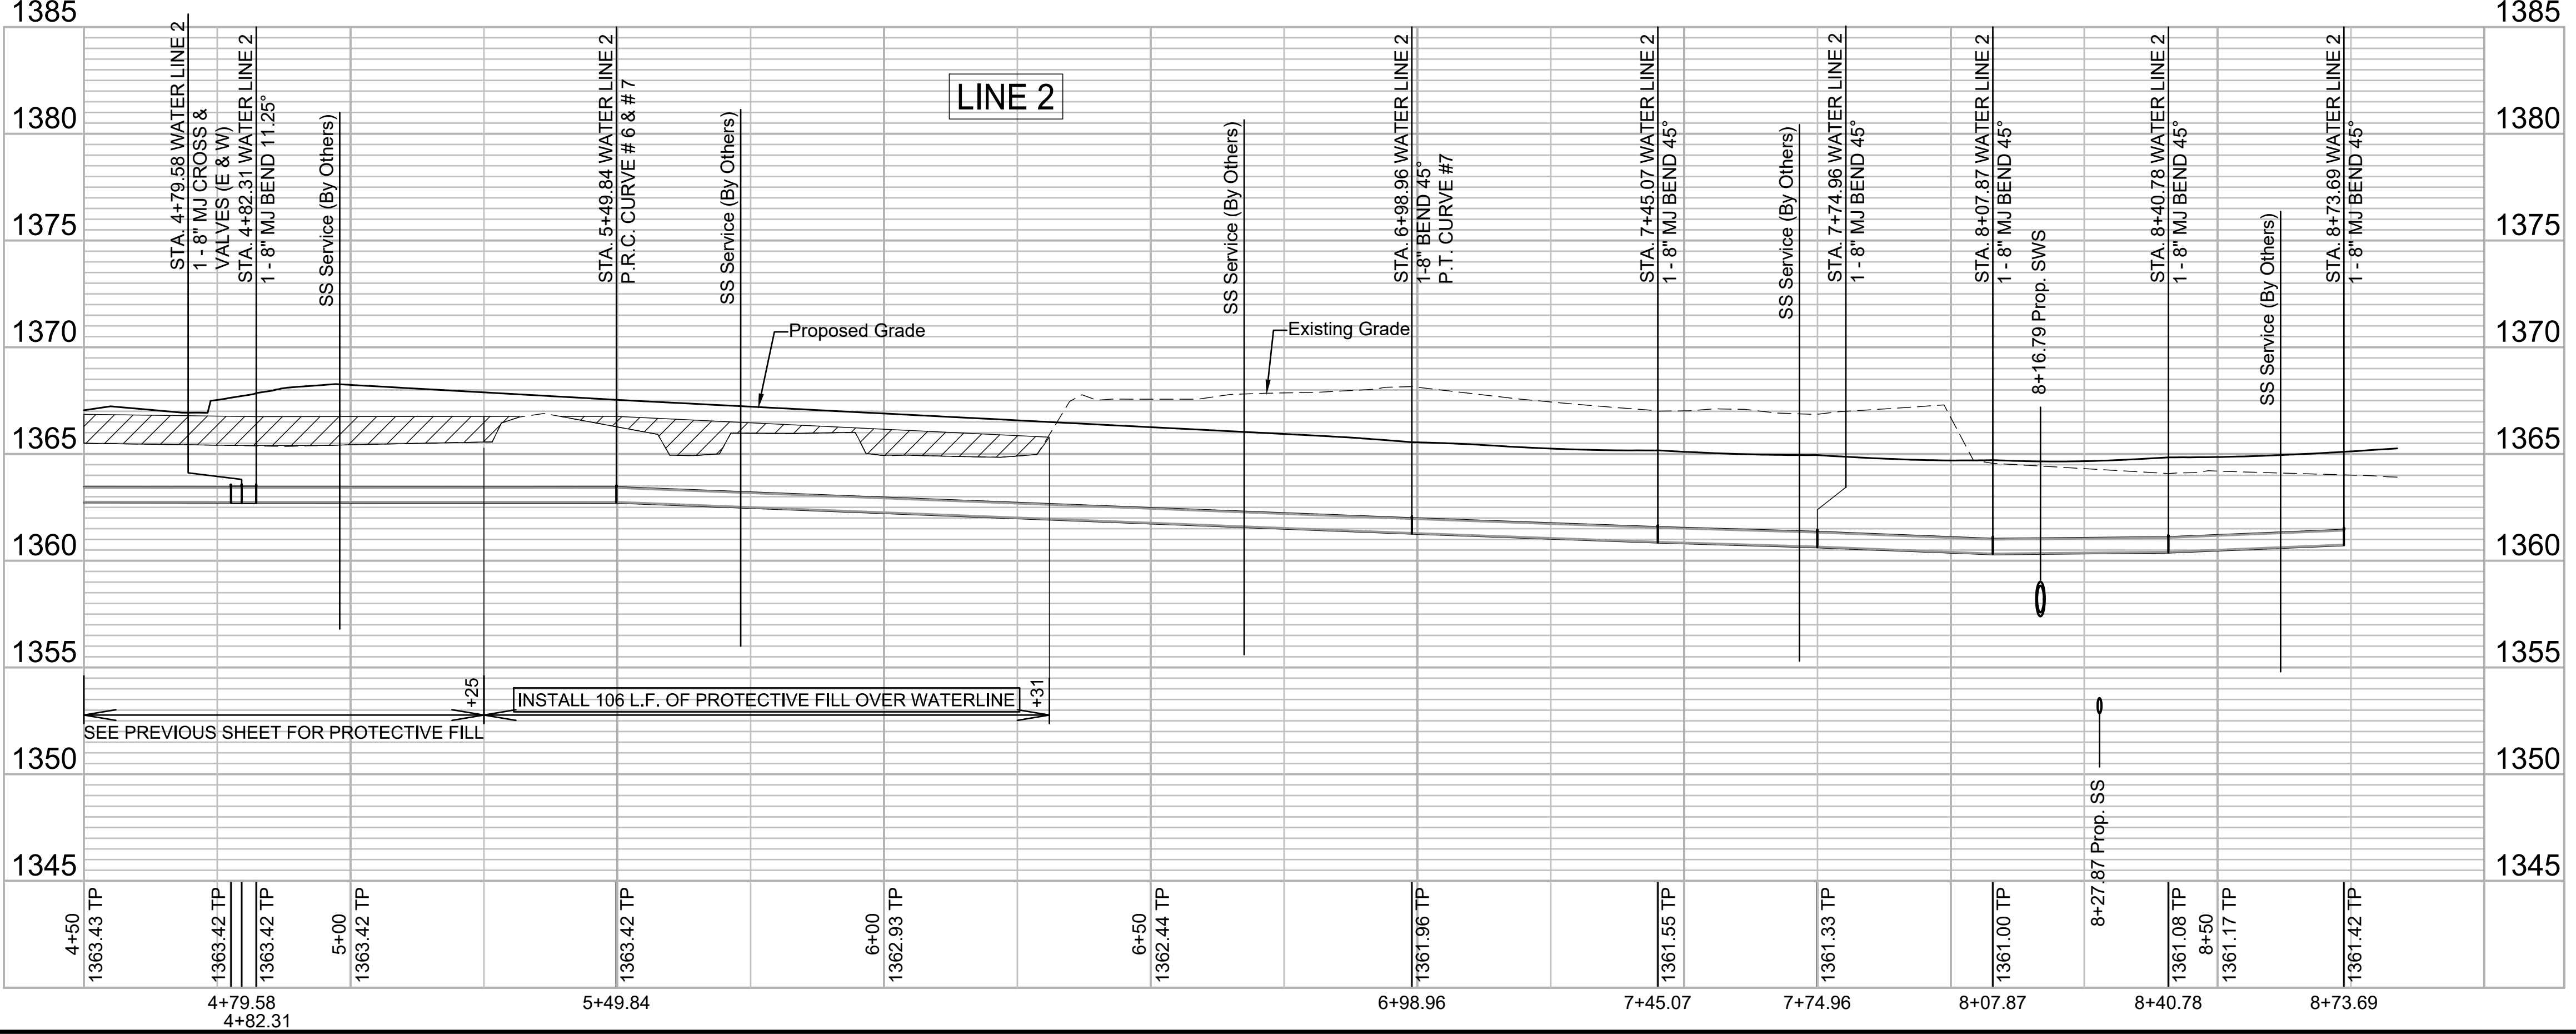 1385
1380
1375
1370
1365
1360
1355
1350
1345
1385
1380
1375
1370
1365
1360
1355
1350
1345
LINE 2
STA. 4+79.58 WATER LINE 2
1 - 8" MJ CROSS &
VALVES (E & W)
STA. 4+82.31 WATER LINE 2
1 - 8" MJ BEND 11.25°
SS Service (By Others)
STA. 5+49.84 WATER LINE 2
P.R.C. CURVE # 6 & # 7
SS Service (By Others)
Proposed Grade
SS Service (By Others)
Existing Grade
STA. 6+98.96 WATER LINE 2
1-8" BEND 45°
P.T. CURVE #7
STA. 7+45.07 WATER LINE 2
1 - 8" MJ BEND 45°
SS Service (By Others)
STA. 7+74.96 WATER LINE 2
1 - 8" MJ BEND 45°
STA. 8+07.87 WATER LINE 2
1 - 8" MJ BEND 45°
8+16.79 Prop. SWS
STA. 8+40.78 WATER LINE 2
1 - 8" MJ BEND 45°
SS Service (By Others)
STA. 8+73.69 WATER LINE 2
1 - 8" MJ BEND 45°
+25
INSTALL 106 L.F. OF PROTECTIVE FILL OVER WATERLINE
+31
SEE PREVIOUS SHEET FOR PROTECTIVE FILL
8+27.87 Prop. SS
4+50
1363.43 TP
1363.42 TP
1363.42 TP
5+00
1363.42 TP
1363.42 TP
6+00
1362.93 TP
6+50
1362.44 TP
1361.96 TP
1361.55 TP
1361.33 TP
1361.00 TP
1361.08 TP
8+50
1361.17 TP
1361.42 TP
4+79.58
4+82.31
5+49.84
6+98.96
7+45.07
7+74.96
8+07.87
8+40.78
8+73.69